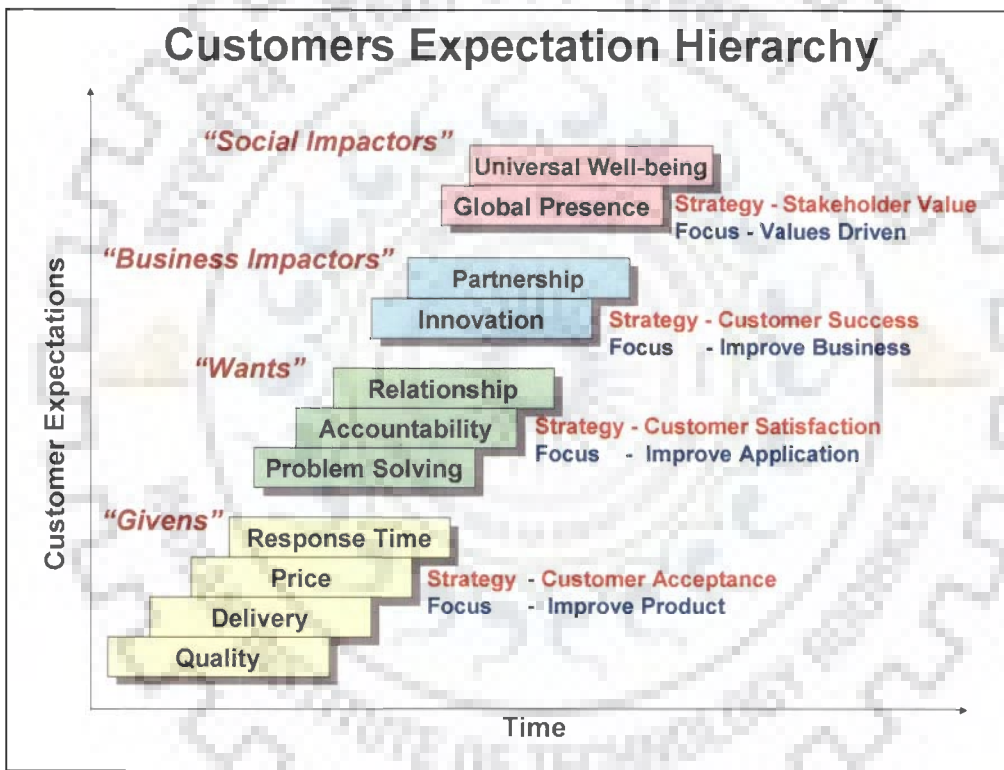 Customers Expectation Hierarchy
"Social Impactors"
Universal Well-being
Global Presence
Strategy - Stakeholder Value
Focus - Values Driven
"Business Impactors"
Partnership
Innovation
Strategy - Customer Success
Focus - Improve Business
"Wants"
Relationship
Accountability
Problem Solving
Strategy - Customer Satisfaction
Focus - Improve Application
"Givens"
Response Time
Price
Delivery
Quality
Strategy - Customer Acceptance
Focus - Improve Product
Customer Expectations
Time